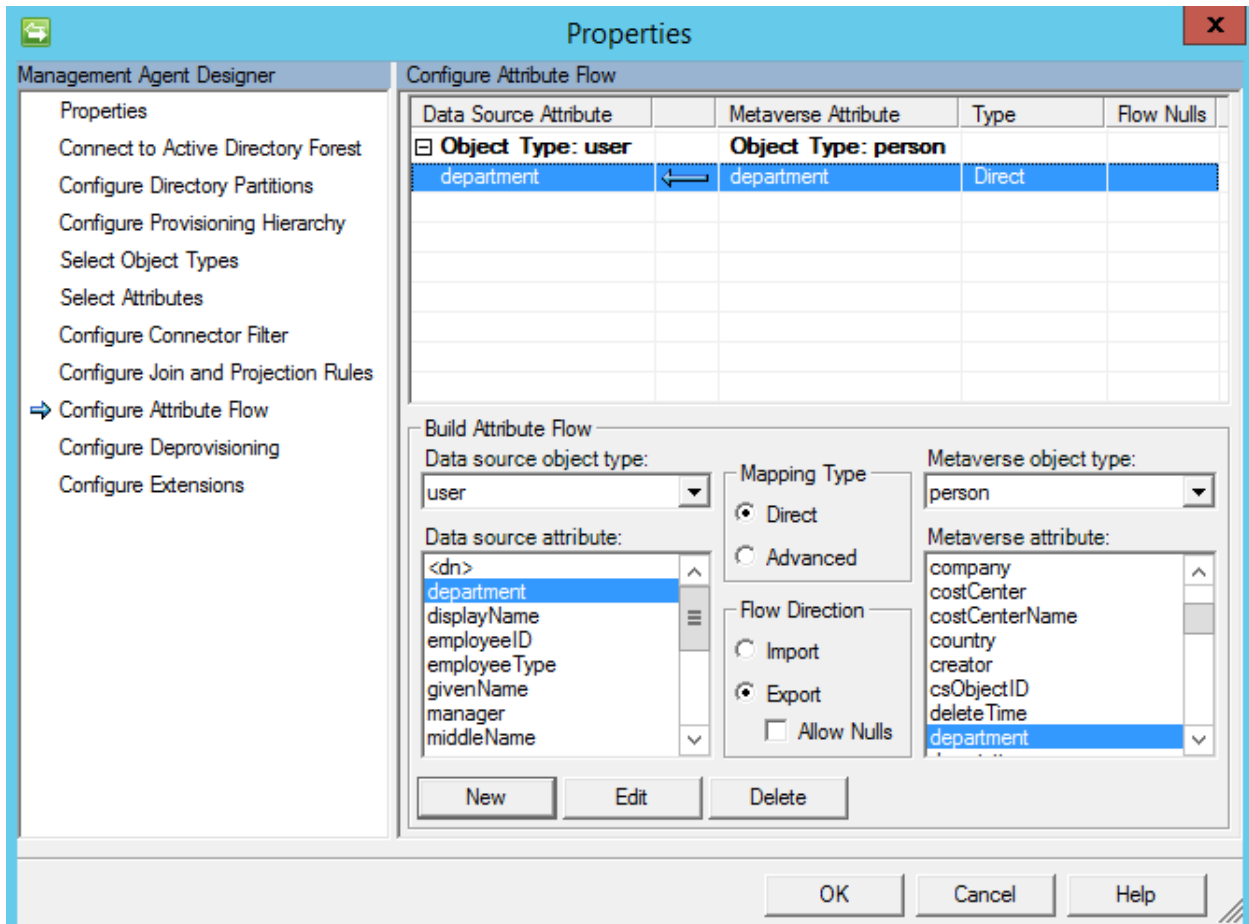 Properties
X
Management Agent Designer
Properties
Connect to Active Directory Forest
Configure Directory Partitions
Configure Provisioning Hierarchy
Select Object Types
Select Attributes
Configure Connector Filter
Configure Join and Projection Rules
Configure Attribute Flow
Configure Deprovisioning
Configure Extensions
Configure Attribute Flow
Data Source Attribute Metaverse Attribute Type Flow Nulls
Object Type: user Object Type: person
department department Direct
Build Attribute Flow
Data source object type:
user
Data source attribute:
<dn>
department
displayName
employeeID
employeeType
givenName
manager
middleName
Mapping Type
Direct
Advanced
Flow Direction
Import
Export
Allow Nulls
Metaverse object type:
person
Metaverse attribute:
company
costCenter
costCenterName
country
creator
csObjectID
deleteTime
department
New Edit Delete
OK Cancel Help